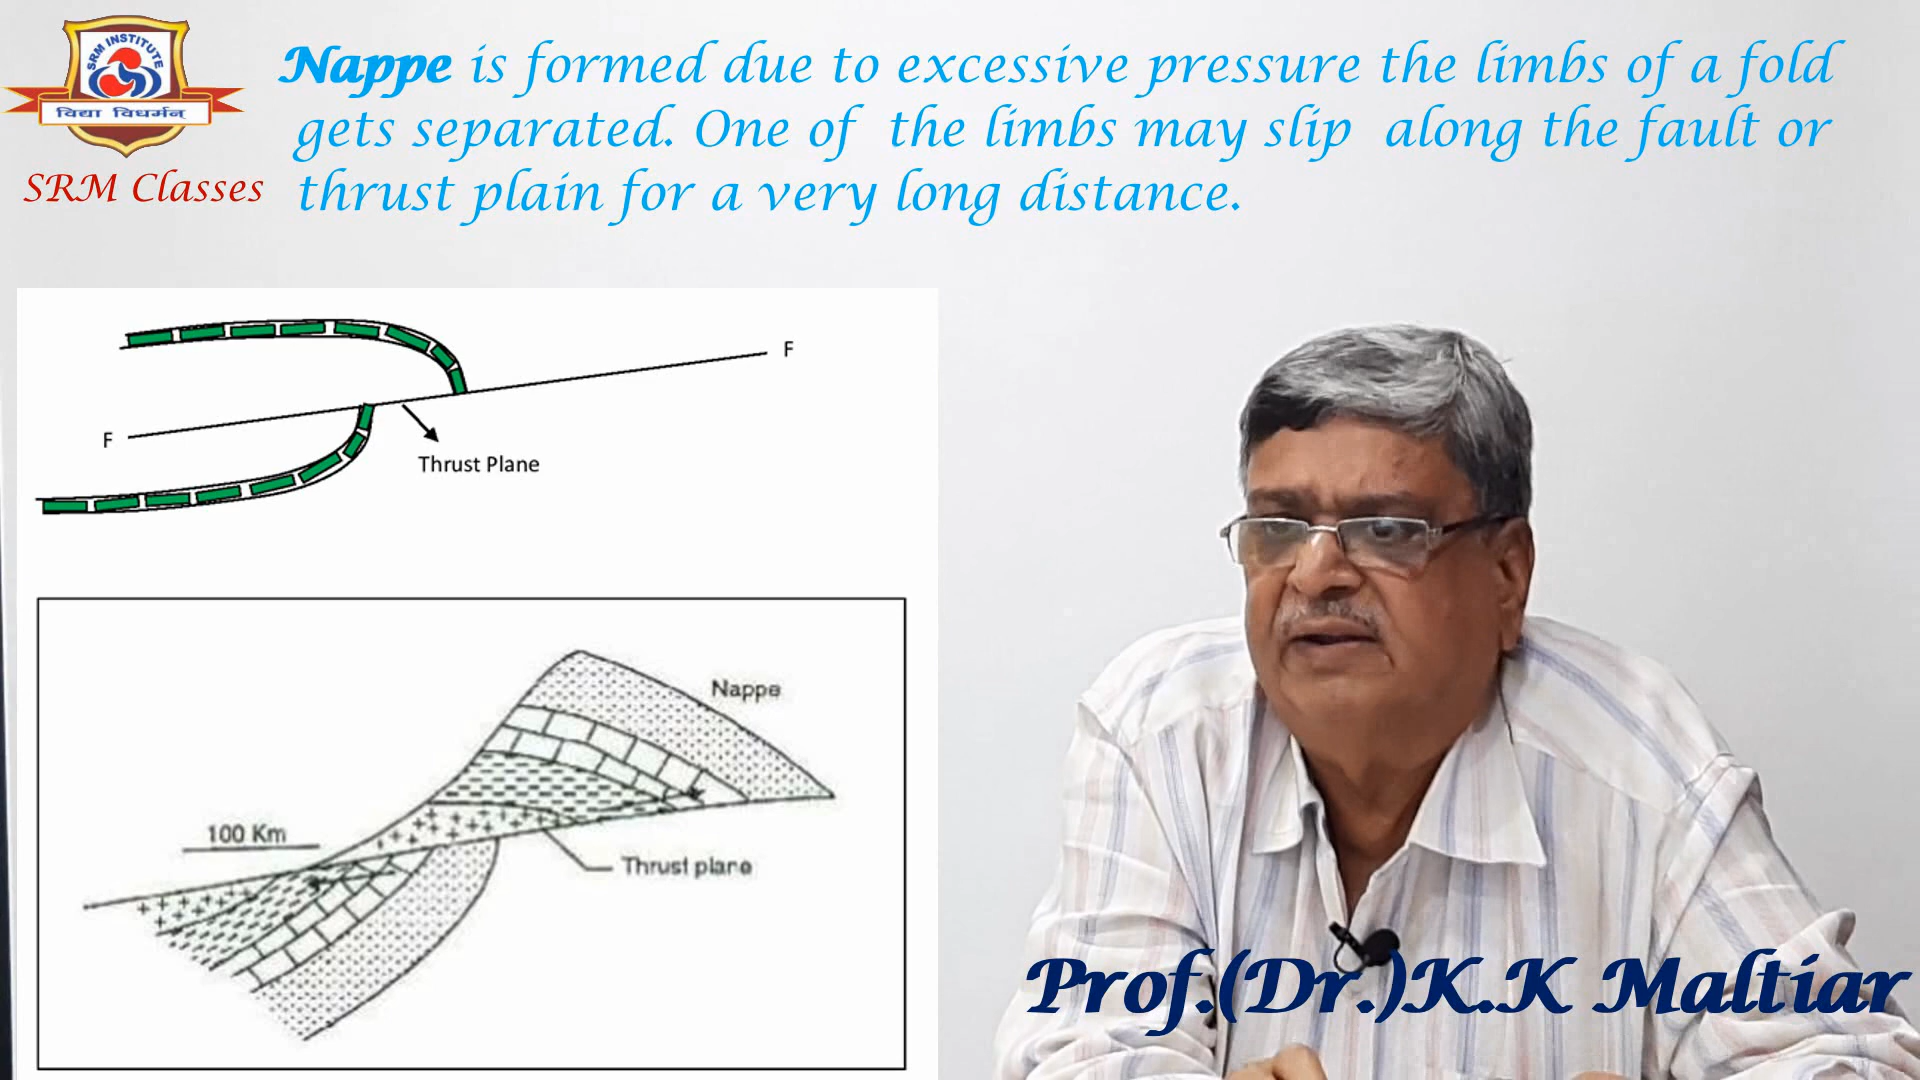 SRM INSTITUTE
विद्या विधर्मन्
SRM Classes
Nappe is formed due to excessive pressure the limbs of a fold
gets separated. One of the limbs may slip along the fault or
thrust plain for a very long distance.
F
F
Thrust Plane
Nappe
100 Km
Thrust plane
Prof.(Dr.)K.K Maltiar